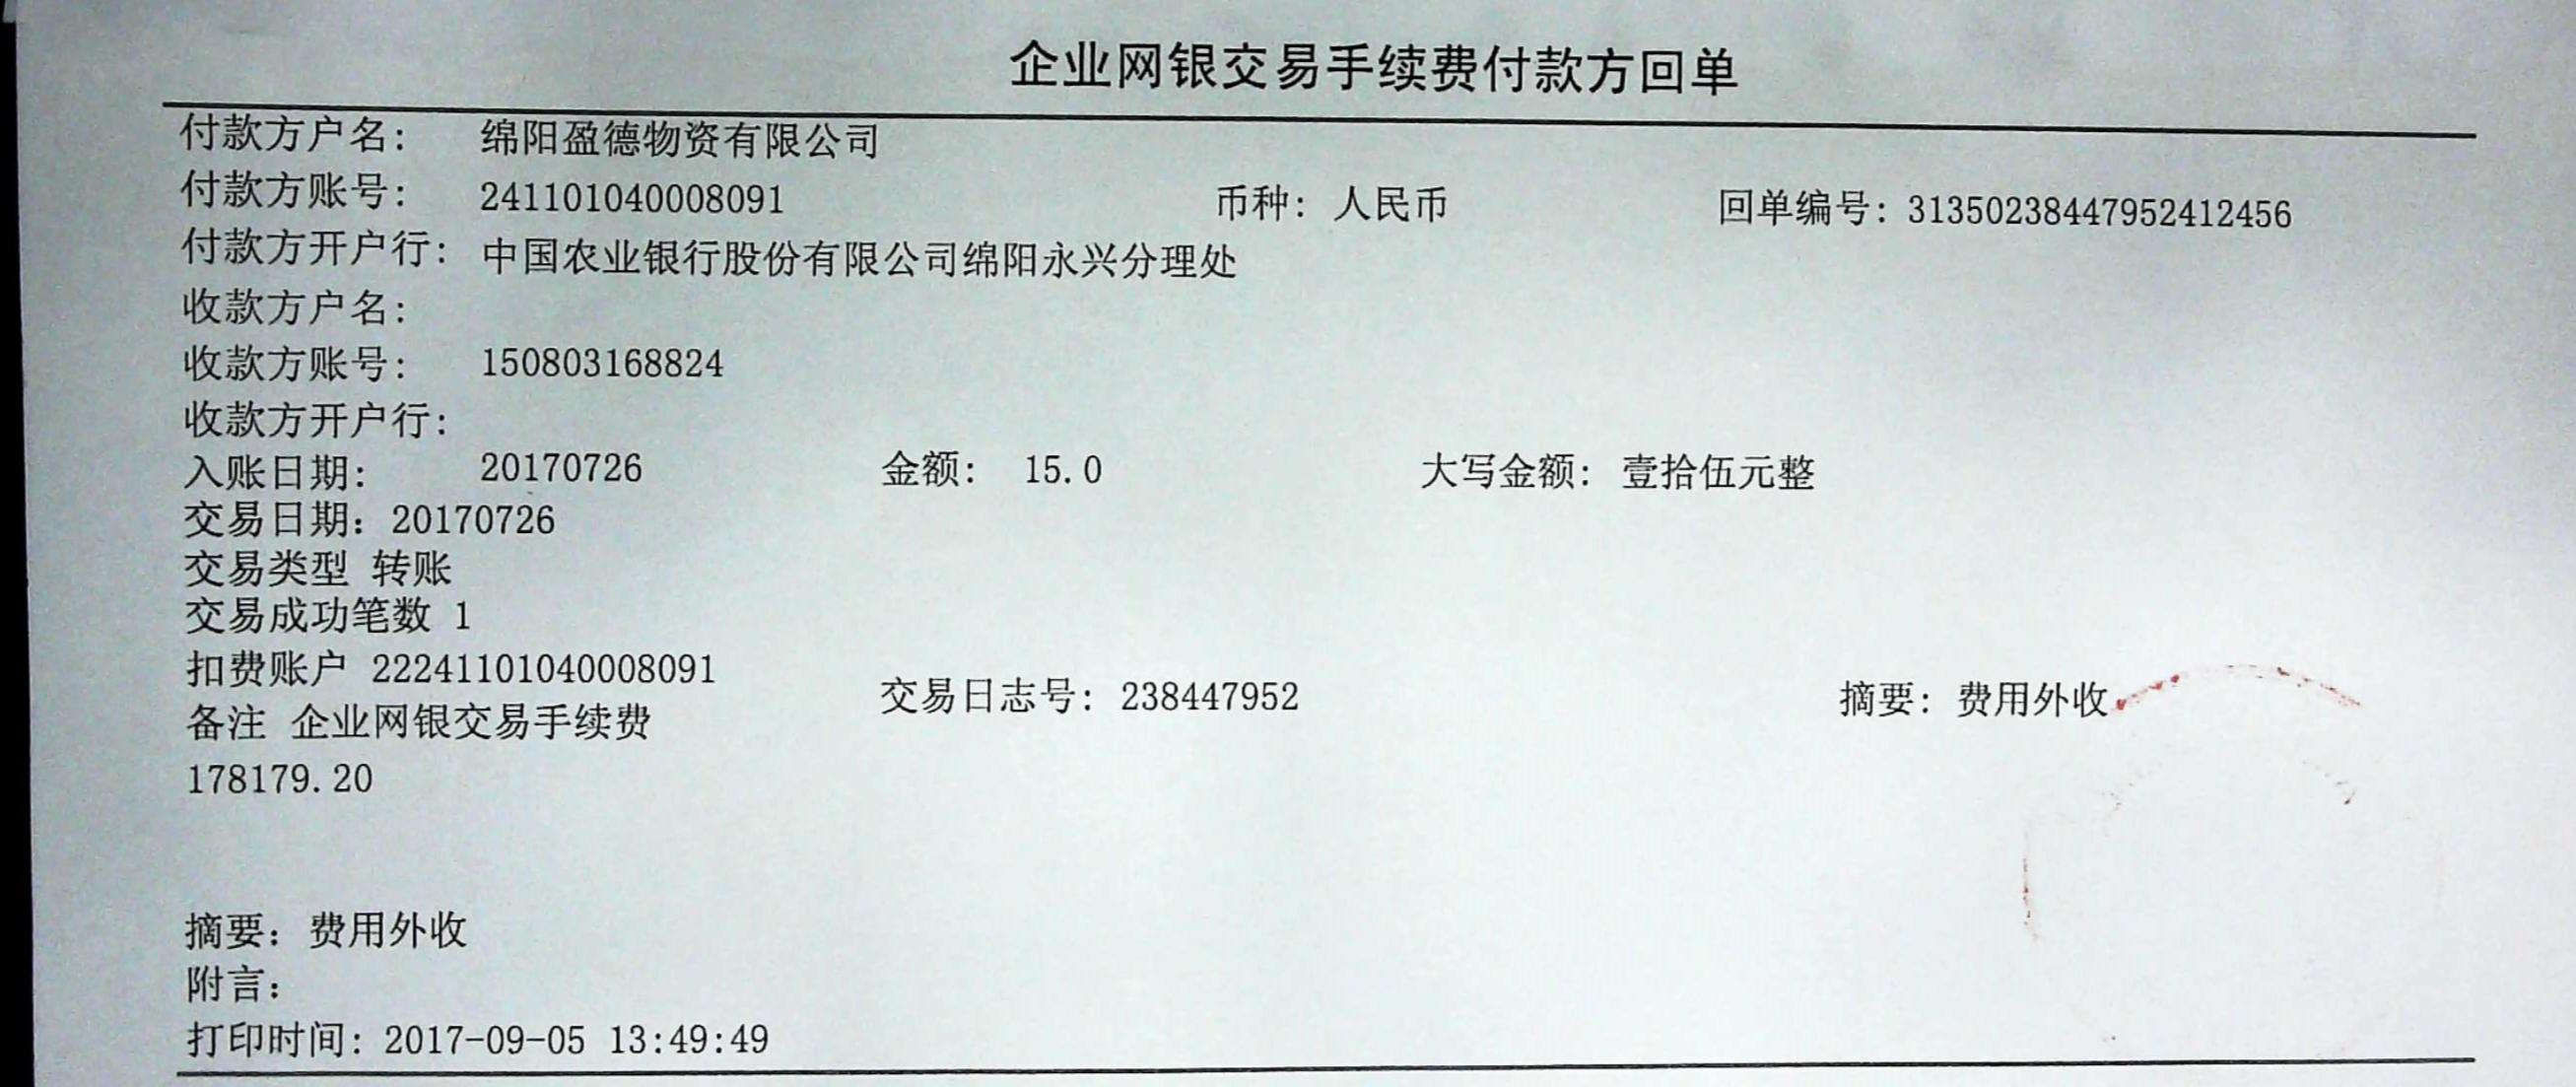 企业网银交易手续费付款方回单
付款方户名: 绵阳盈德物资有限公司
付款方账号: 241101040008091 币种: 人民币 回单编号: 31350238447952412456
付款方开户行: 中国农业银行股份有限公司绵阳永兴分理处
收款方户名:
收款方账号: 150803168824
收款方开户行:
入账日期: 20170726 金额: 15.0 大写金额: 壹拾伍元整
交易日期: 20170726
交易类型 转账
交易成功笔数 1
扣费账户 22241101040008091
交易日志号: 238447952 摘要: 费用外收
备注 企业网银交易手续费
178179.20
摘要: 费用外收
附言:
打印时间: 2017-09-05 13:49:49